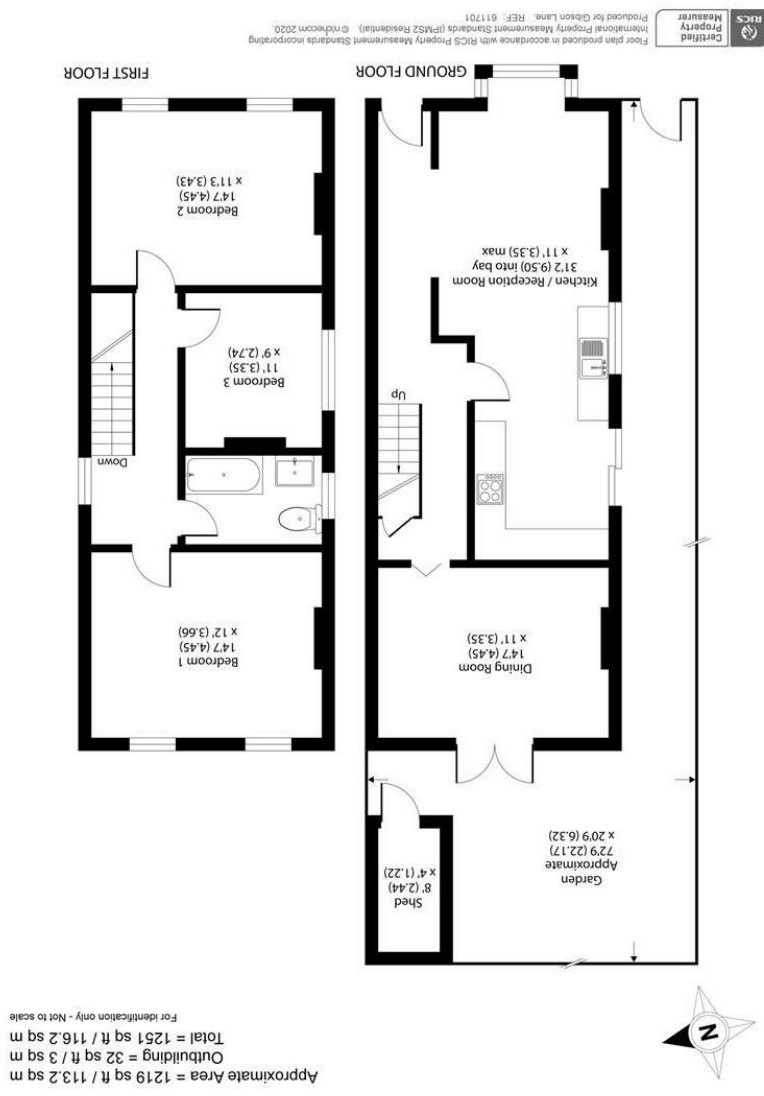 Approximate Area = 1219 sq ft / 113.2 sq m
Outbuilding = 32 sq ft / 3 sq m
Total = 1251 sq ft / 116.2 sq m
For identification only - Not to scale
N
Garden
Approximate
72'9 (22.17)
x 20'9 (6.32)
Shed
8' (2.44)
x 4' (1.22)
Dining Room
14'7 (4.45)
x 11' (3.35)
Up
Kitchen / Reception Room
31'2 (9.50) into bay
x 11' (3.35) max
GROUND FLOOR
Bedroom 1
14'7 (4.45)
x 12' (3.66)
Down
Bedroom 3
11' (3.35)
x 9' (2.74)
Bedroom 2
14'7 (4.45)
x 11'3 (3.43)
FIRST FLOOR
RICS
Certified
Property
Measurer
Floor plan produced in accordance with RICS Property Measurement Standards incorporating
International Property Measurement Standards (IPMS2 Residential). © nichecom 2020.
Produced for Gibson Lane. REF: 611701